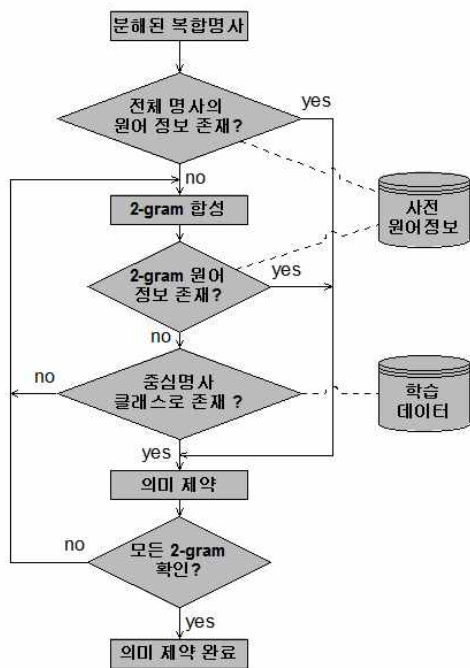 분해된 복합명사
전체 명사의
원어 정보 존재?
yes
no
2-gram 합성
사전
원어정보
2-gram 원어
정보 존재?
yes
no
no
중심명사
클래스로 존재 ?
학습
데이터
yes
의미 제약
no
모든 2-gram
확인?
yes
의미 제약 완료